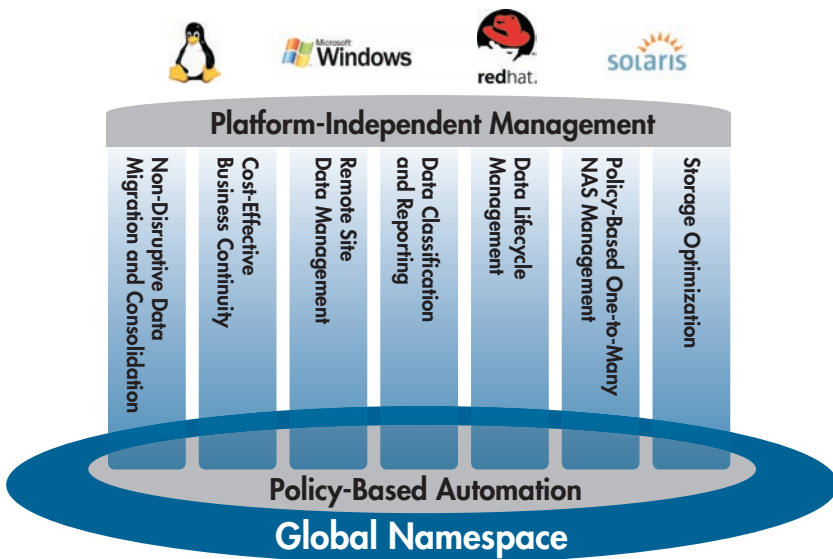 Microsoft
Windows
redhat.
solaris
Platform-Independent Management
Non-Disruptive Data
Migration and Consolidation
Cost-Effective
Business Continuity
Remote Site
Data Management
Data Classification
and Reporting
Data Lifecycle
Management
Policy-Based One-to-Many
NAS Management
Storage Optimization
Policy-Based Automation
Global Namespace